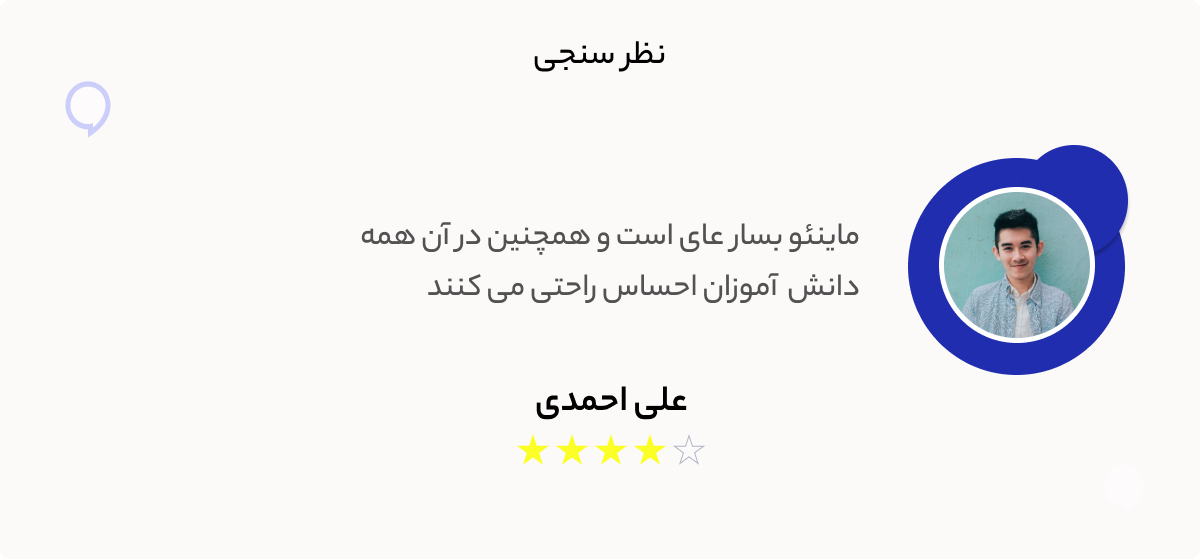 نظر سنجی
ماینئو بسار عای است و همچنین در آن همه
دانش آموزان احساس راحتی می کنند
علی احمدی